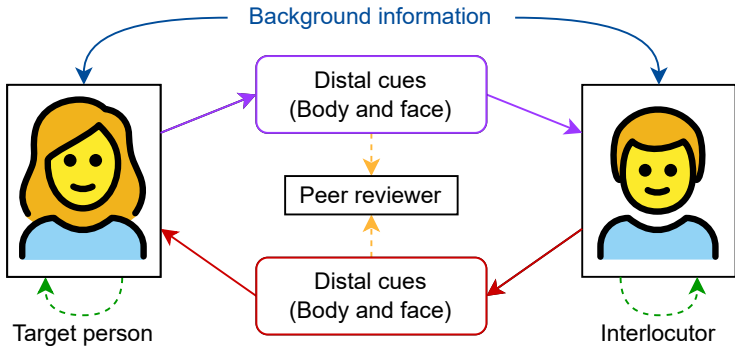 Background information
Distal cues
(Body and face)
Peer reviewer
Distal cues
(Body and face)
Target person
Interlocutor